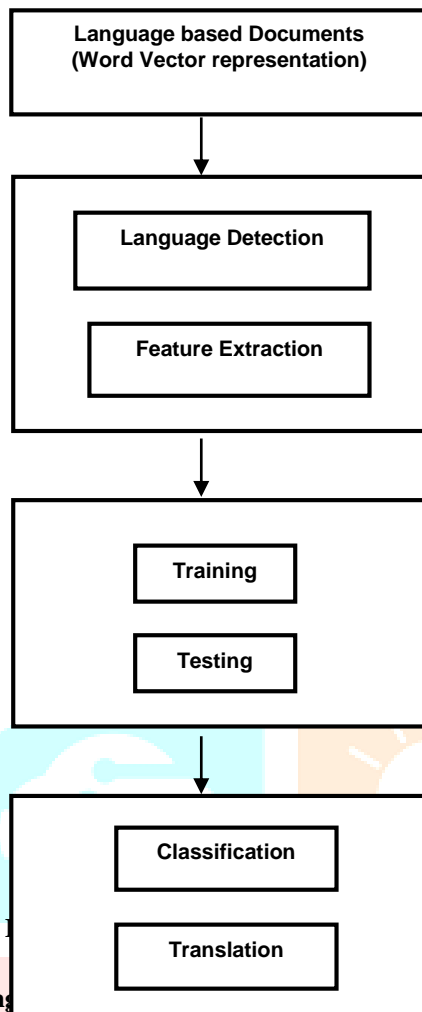 Language based Documents
(Word Vector representation)
Language Detection
Feature Extraction
Training
Testing
Classification
Translation